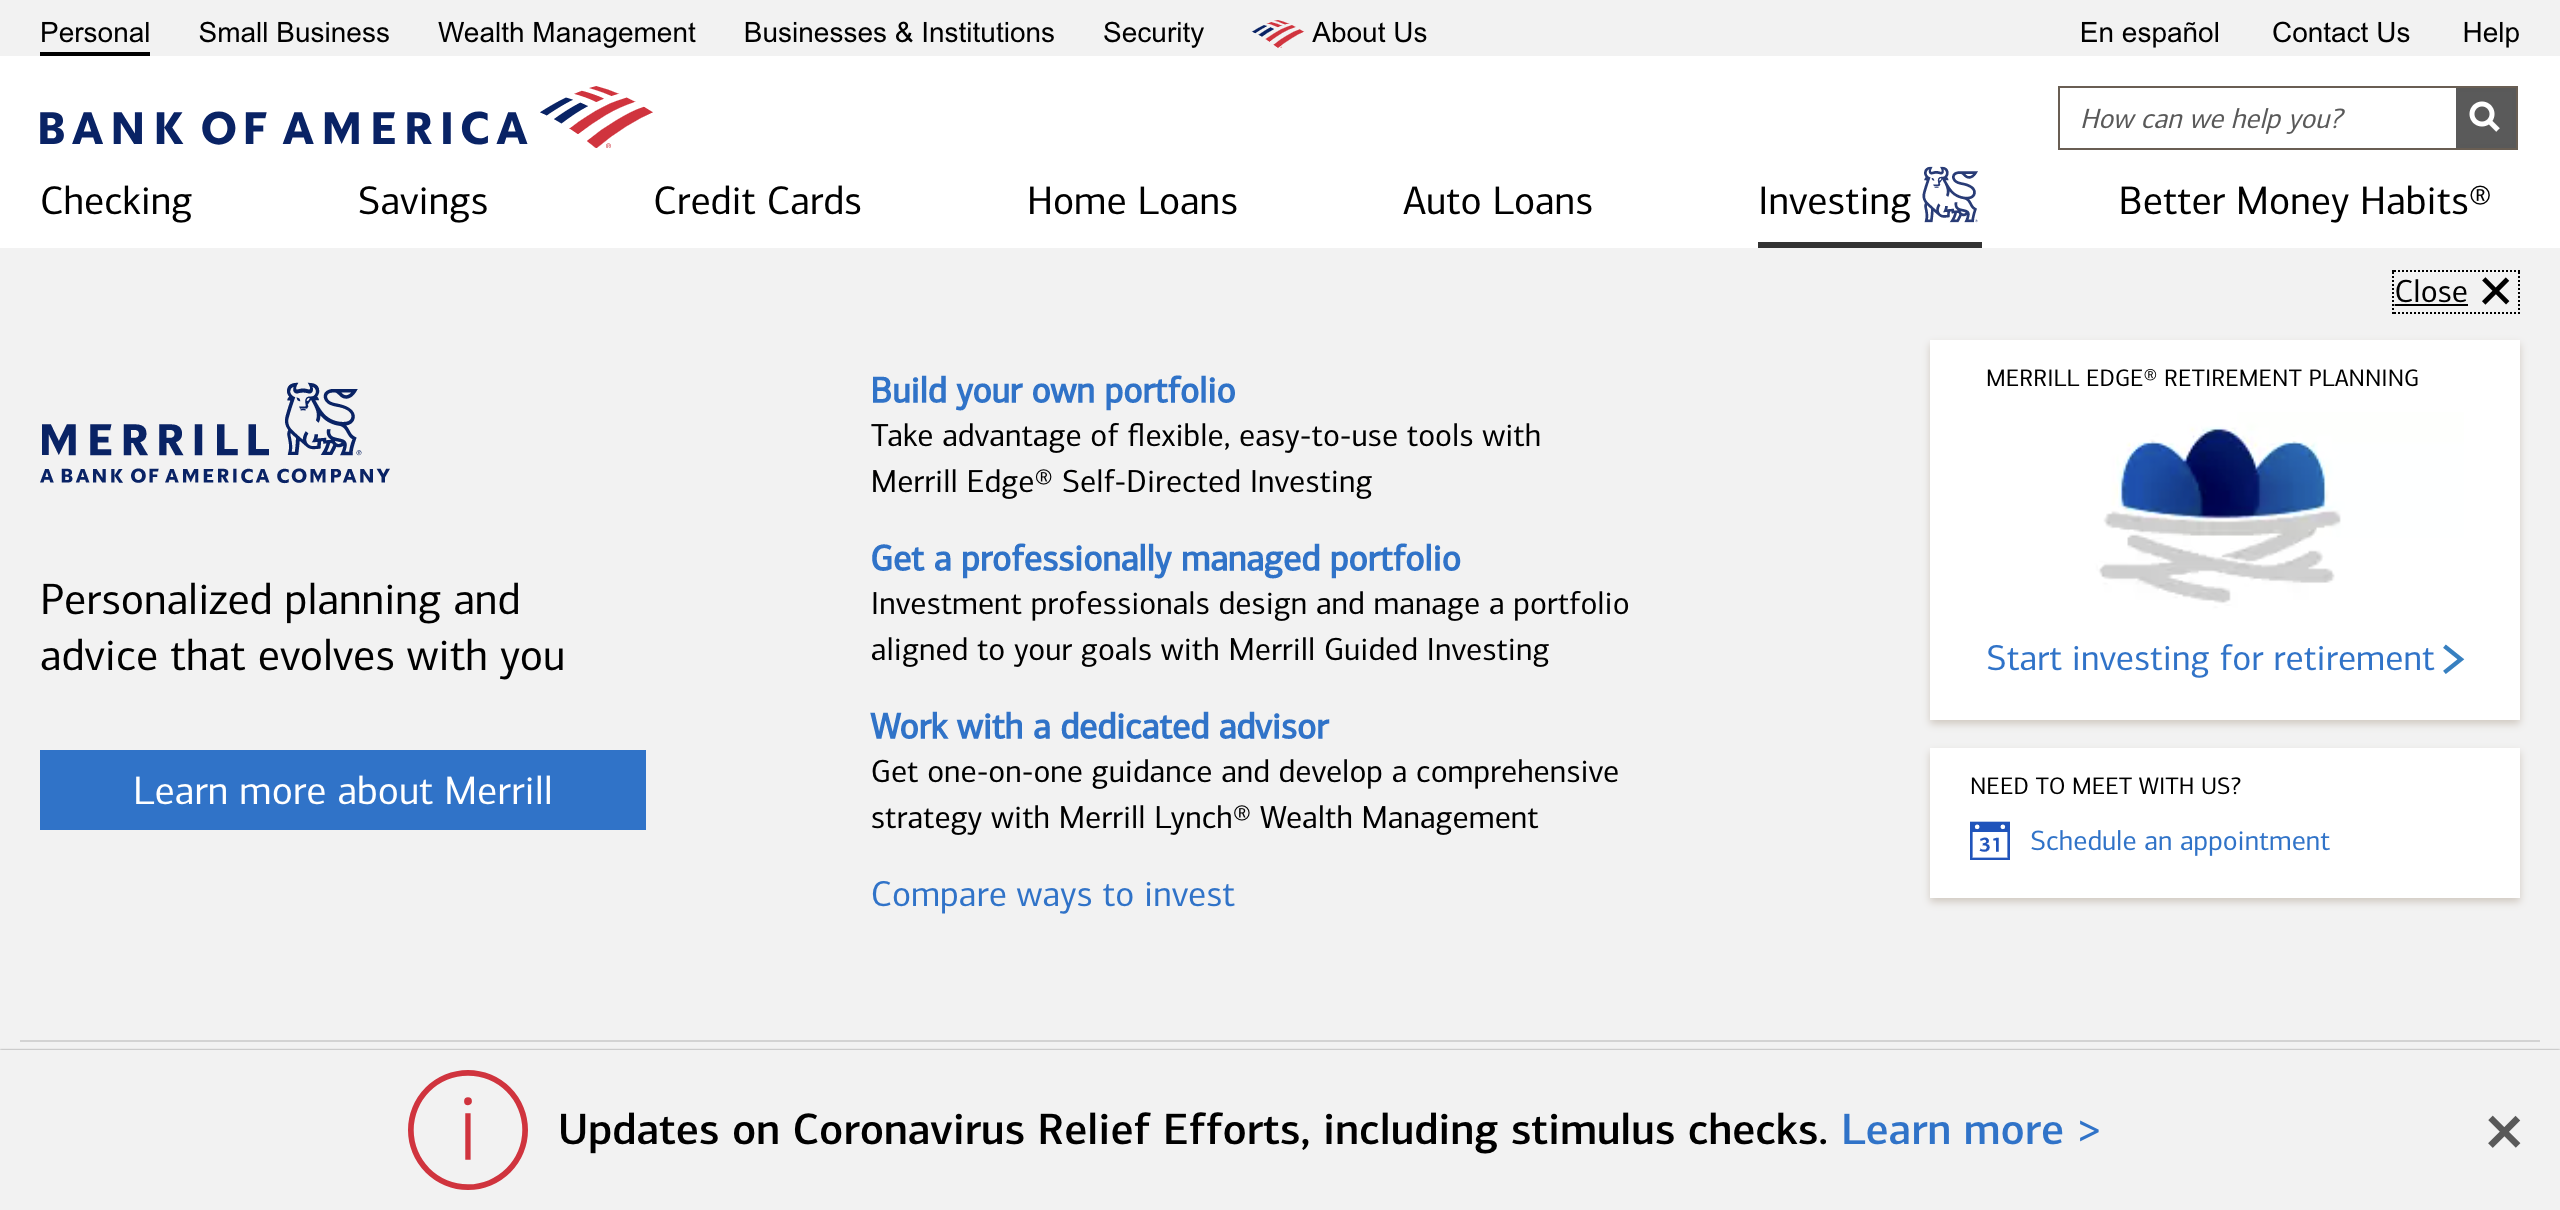 Personal Small Business Wealth Management Businesses & Institutions Security About Us En español Contact Us Help
BANK OF AMERICA ®
How can we help you?
Checking Savings Credit Cards Home Loans Auto Loans Investing Better Money Habits®
Close
MERRILL ®
A BANK OF AMERICA COMPANY
Personalized planning and
advice that evolves with you
Learn more about Merrill
Build your own portfolio
Take advantage of flexible, easy-to-use tools with
Merrill Edge® Self-Directed Investing
Get a professionally managed portfolio
Investment professionals design and manage a portfolio
aligned to your goals with Merrill Guided Investing
Work with a dedicated advisor
Get one-on-one guidance and develop a comprehensive
strategy with Merrill Lynch® Wealth Management
Compare ways to invest
MERRILL EDGE® RETIREMENT PLANNING
Start investing for retirement
NEED TO MEET WITH US?
31 Schedule an appointment
i Updates on Coronavirus Relief Efforts, including stimulus checks. Learn more >